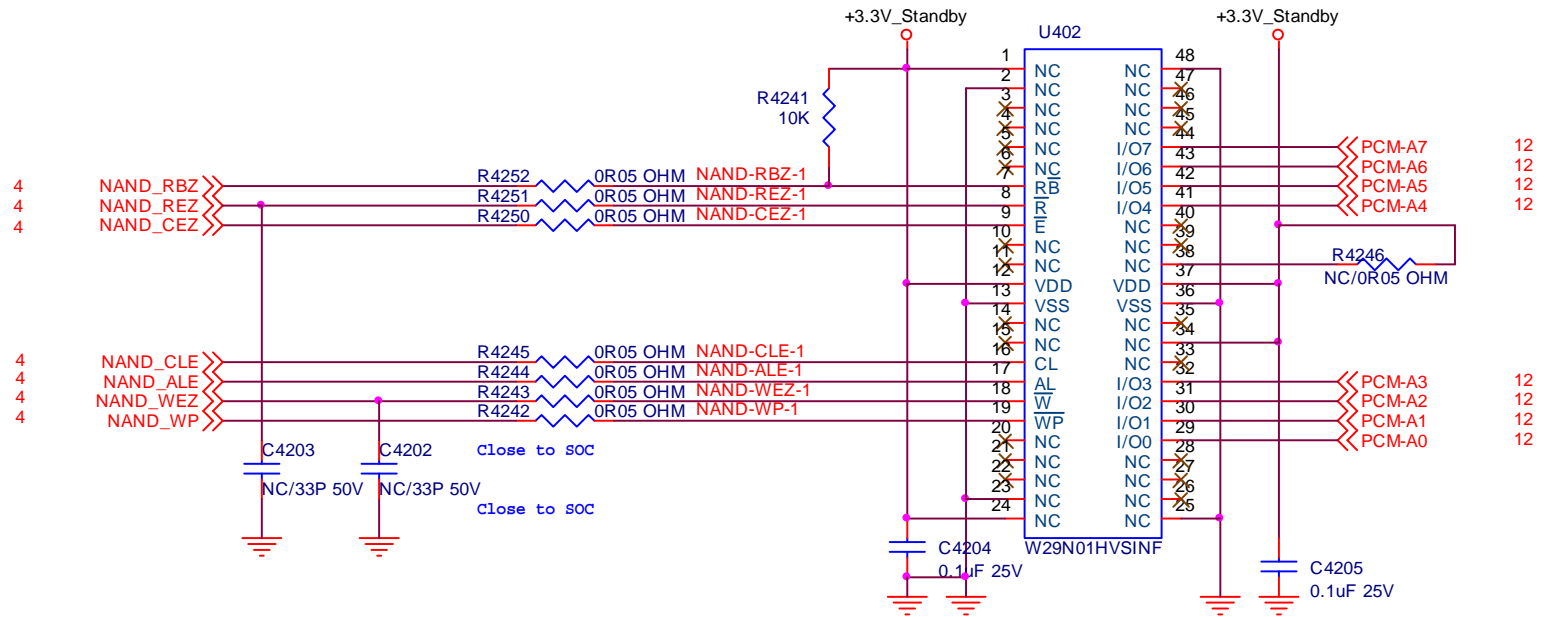 +3.3V_Standby +3.3V_Standby
U402
R4241
10K
1 NC NC 48
2 NC NC 47
3 NC NC 46
4 NC NC 45
5 NC I/O7 44 PCM-A7 12
6 NC I/O6 43 PCM-A6 12
4 NAND_RBZ R4252 0R05 OHM NAND-RBZ-1 7 RB I/O5 42 PCM-A5 12
4 NAND_REZ R4251 0R05 OHM NAND-REZ-1 8 R I/O4 41 PCM-A4 12
4 NAND_CEZ R4250 0R05 OHM NAND-CEZ-1 9 E NC 40
10 NC NC 39
11 NC NC 38 R4246
NC/0R05 OHM
12 VDD VDD 37
13 VSS VSS 36
14 NC NC 35
15 NC NC 34
4 NAND_CLE R4245 0R05 OHM NAND-CLE-1 16 CL NC 33
4 NAND_ALE R4244 0R05 OHM NAND-ALE-1 17 AL I/O3 32 PCM-A3 12
4 NAND_WEZ R4243 0R05 OHM NAND-WEZ-1 18 W I/O2 31 PCM-A2 12
4 NAND_WP R4242 0R05 OHM NAND-WP-1 19 WP I/O1 30 PCM-A1 12
20 NC I/O0 29 PCM-A0 12
21 NC NC 28
22 NC NC 27
23 NC NC 26
24 NC NC 25
C4203 C4202 Close to SOC
NC/33P 50V NC/33P 50V
Close to SOC
W29N01HVSINF
C4204
0.1uF 25V
C4205
0.1uF 25V